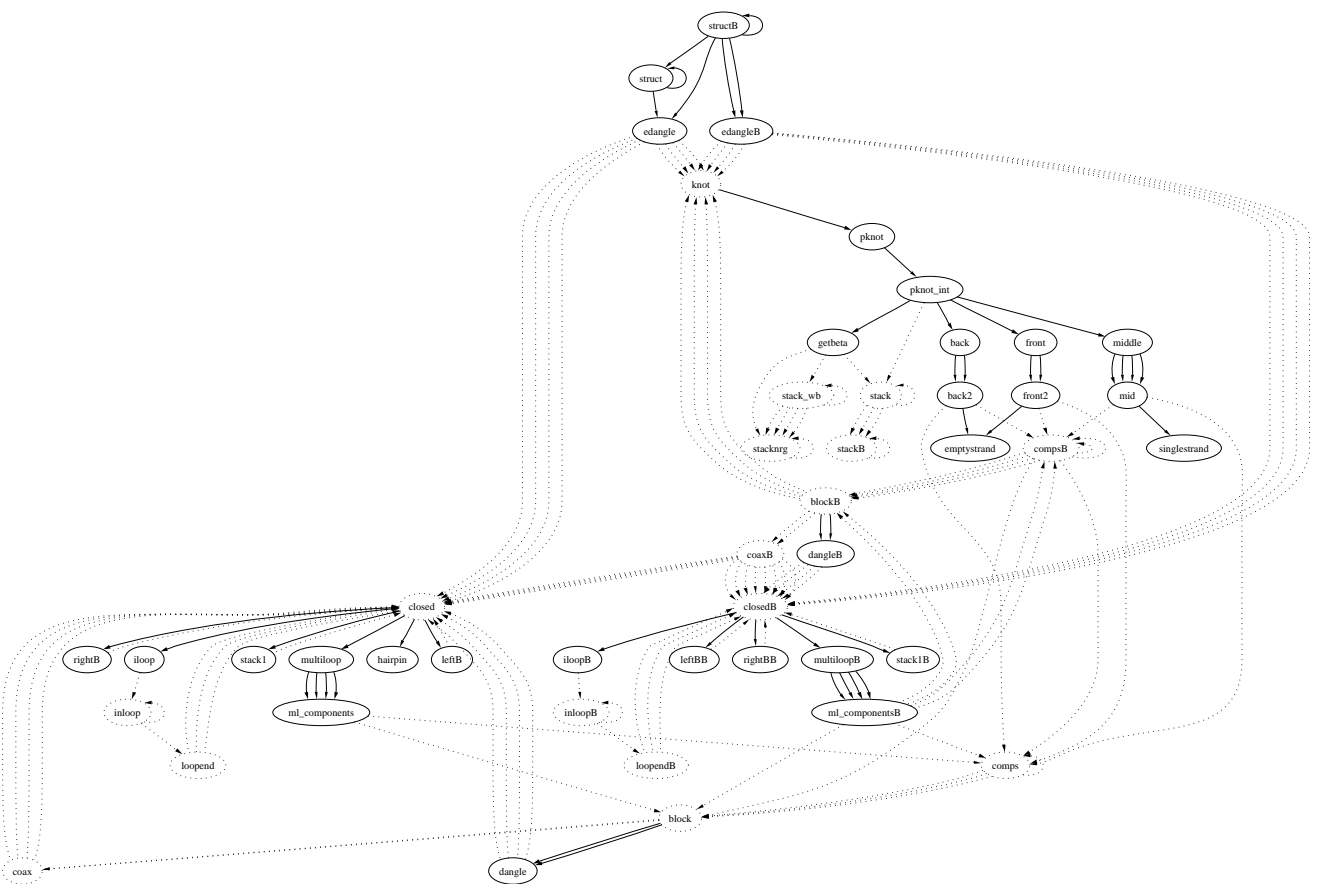 structB
struct
edangle
edangleB
knot
pknot
pknot_int
getbeta
back
front
middle
stack_wb
stack
back2
front2
mid
stacknrg
stackB
emptystrand
compsB
singlestrand
blockB
coaxB
dangleB
closed
closedB
rightB
iloop
stack1
multiloop
hairpin
leftB
iloopB
leftBB
rightBB
multiloopB
stack1B
inloop
ml_components
inloopB
ml_componentsB
loopend
loopendB
comps
block
coax
dangle